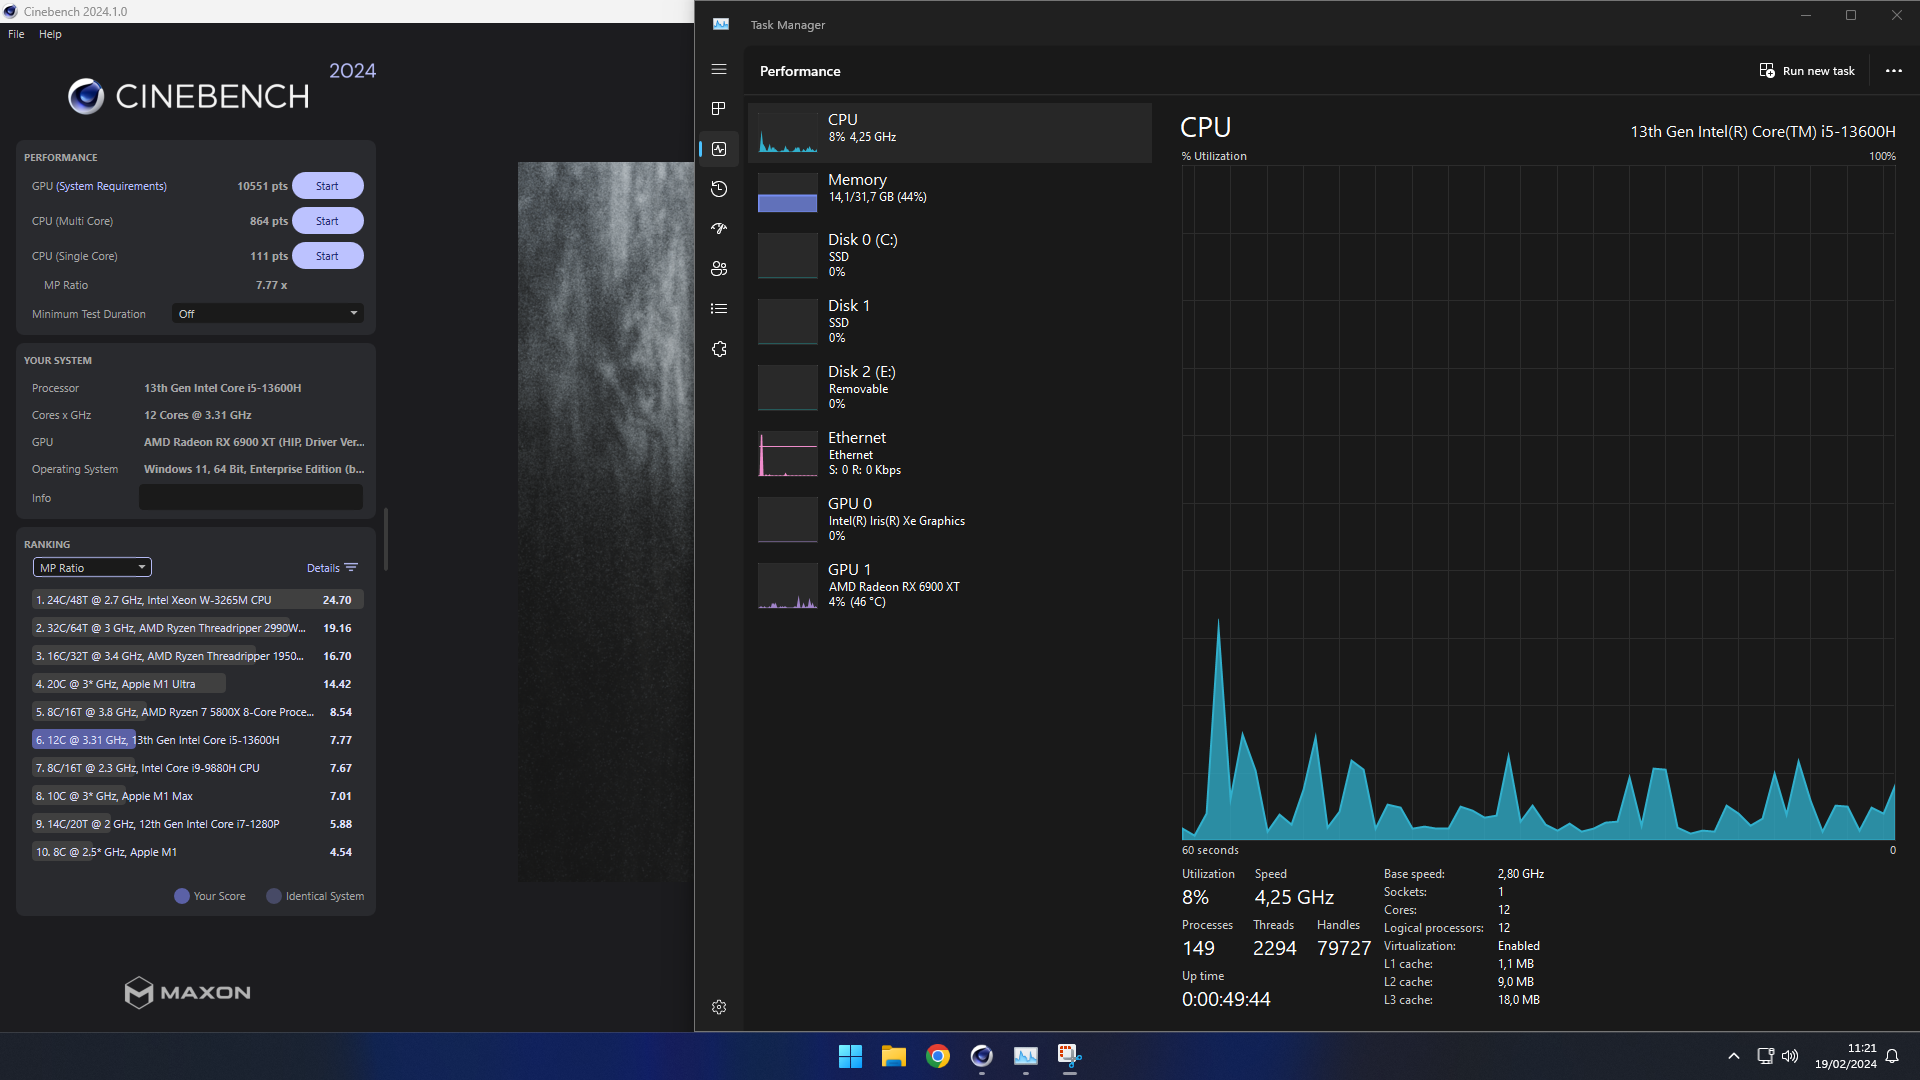 Cinebench 2024.1.0
File Help
CINEBENCH 2024
PERFORMANCE
GPU (System Requirements) 10551 pts Start
CPU (Multi Core) 864 pts Start
CPU (Single Core) 111 pts Start
MP Ratio 7.77 x
Minimum Test Duration Off
YOUR SYSTEM
Processor 13th Gen Intel Core i5-13600H
Cores x GHz 12 Cores @ 3.31 GHz
GPU AMD Radeon RX 6900 XT (HIP, Driver Ver...
Operating System Windows 11, 64 Bit, Enterprise Edition (b...
Info
RANKING
MP Ratio Details
1. 24C/48T @ 2.7 GHz, Intel Xeon W-3265M CPU 24.70
2. 32C/64T @ 3 GHz, AMD Ryzen Threadripper 2990W... 19.16
3. 16C/32T @ 3.4 GHz, AMD Ryzen Threadripper 1950... 16.70
4. 20C @ 3* GHz, Apple M1 Ultra 14.42
5. 8C/16T @ 3.8 GHz, AMD Ryzen 7 5800X 8-Core Proce... 8.54
6. 12C @ 3.31 GHz, 13th Gen Intel Core i5-13600H 7.77
7. 8C/16T @ 2.3 GHz, Intel Core i9-9880H CPU 7.67
8. 10C @ 3* GHz, Apple M1 Max 7.01
9. 14C/20T @ 2 GHz, 12th Gen Intel Core i7-1280P 5.88
10. 8C @ 2.5* GHz, Apple M1 4.54
Your Score Identical System
MAXON
Task Manager
Performance Run new task
CPU
8% 4,25 GHz
Memory
14,1/31,7 GB (44%)
Disk 0 (C:)
SSD
0%
Disk 1
SSD
0%
Disk 2 (E:)
Removable
0%
Ethernet
Ethernet
S: 0 R: 0 Kbps
GPU 0
Intel(R) Iris(R) Xe Graphics
0%
GPU 1
AMD Radeon RX 6900 XT
4% (46 °C)
CPU 13th Gen Intel(R) Core(TM) i5-13600H
% Utilization 100%
60 seconds 0
Utilization Speed
8% 4,25 GHz
Processes Threads Handles
149 2294 79727
Up time
0:00:49:44
Base speed: 2,80 GHz
Sockets: 1
Cores: 12
Logical processors: 12
Virtualization: Enabled
L1 cache: 1,1 MB
L2 cache: 9,0 MB
L3 cache: 18,0 MB
11:21
19/02/2024